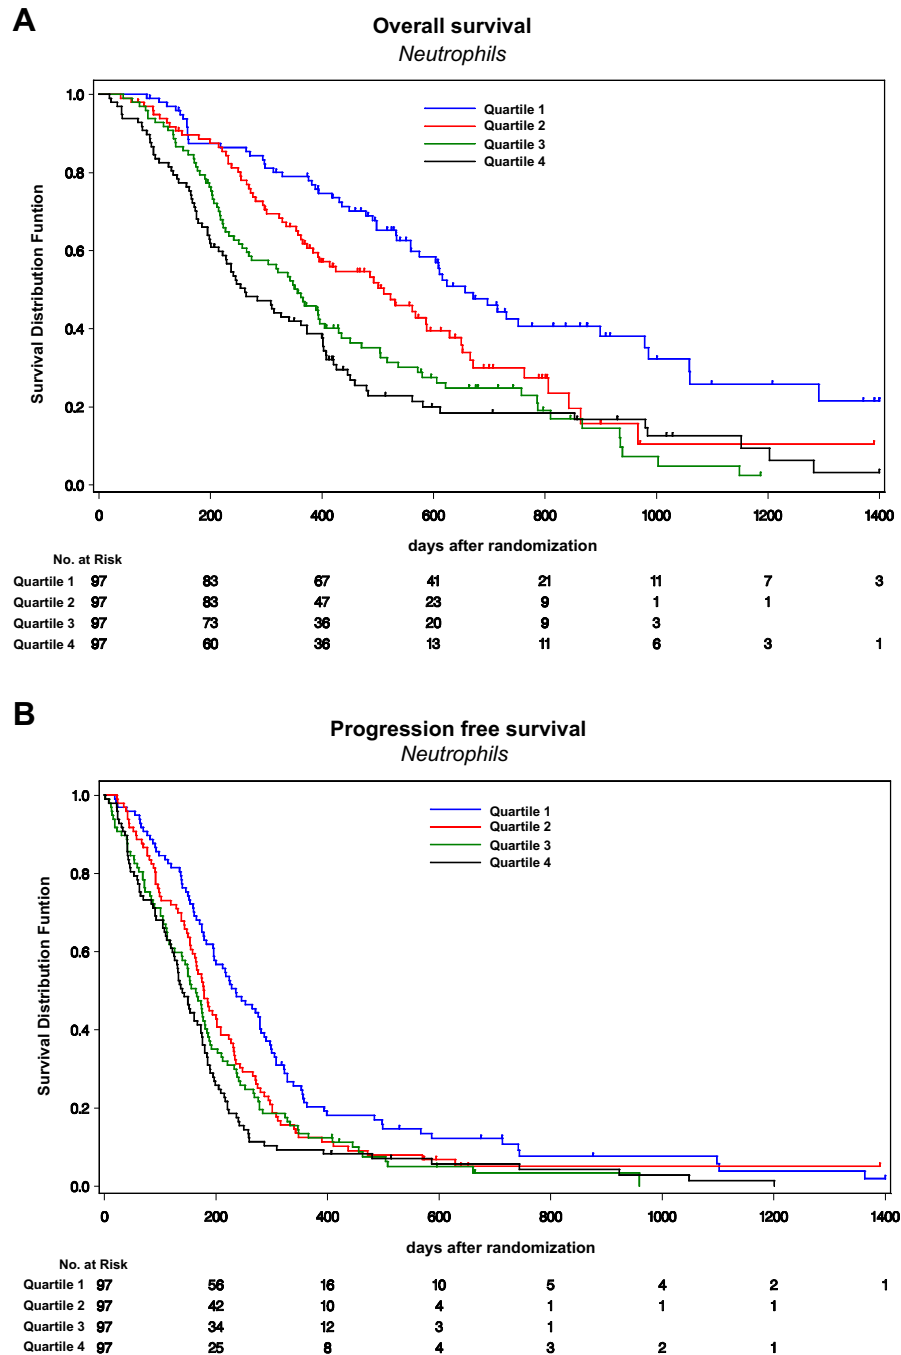 A
Overall survival
Neutrophils
Survival Distribution Funtion
1.0
0.8
0.6
0.4
0.2
0.0
Quartile 1
Quartile 2
Quartile 3
Quartile 4
0 200 400 600 800 1000 1200 1400
days after randomization
No. at Risk
Quartile 1 97 83 67 41 21 11 7 3
Quartile 2 97 83 47 23 9 1 1
Quartile 3 97 73 36 20 9 3
Quartile 4 97 60 36 13 11 6 3 1
B
Progression free survival
Neutrophils
Survival Distribution Funtion
1.0
0.8
0.6
0.4
0.2
0.0
Quartile 1
Quartile 2
Quartile 3
Quartile 4
0 200 400 600 800 1000 1200 1400
days after randomization
No. at Risk
Quartile 1 97 56 16 10 5 4 2 1
Quartile 2 97 42 10 4 1 1 1
Quartile 3 97 34 12 3 1
Quartile 4 97 25 8 4 3 2 1